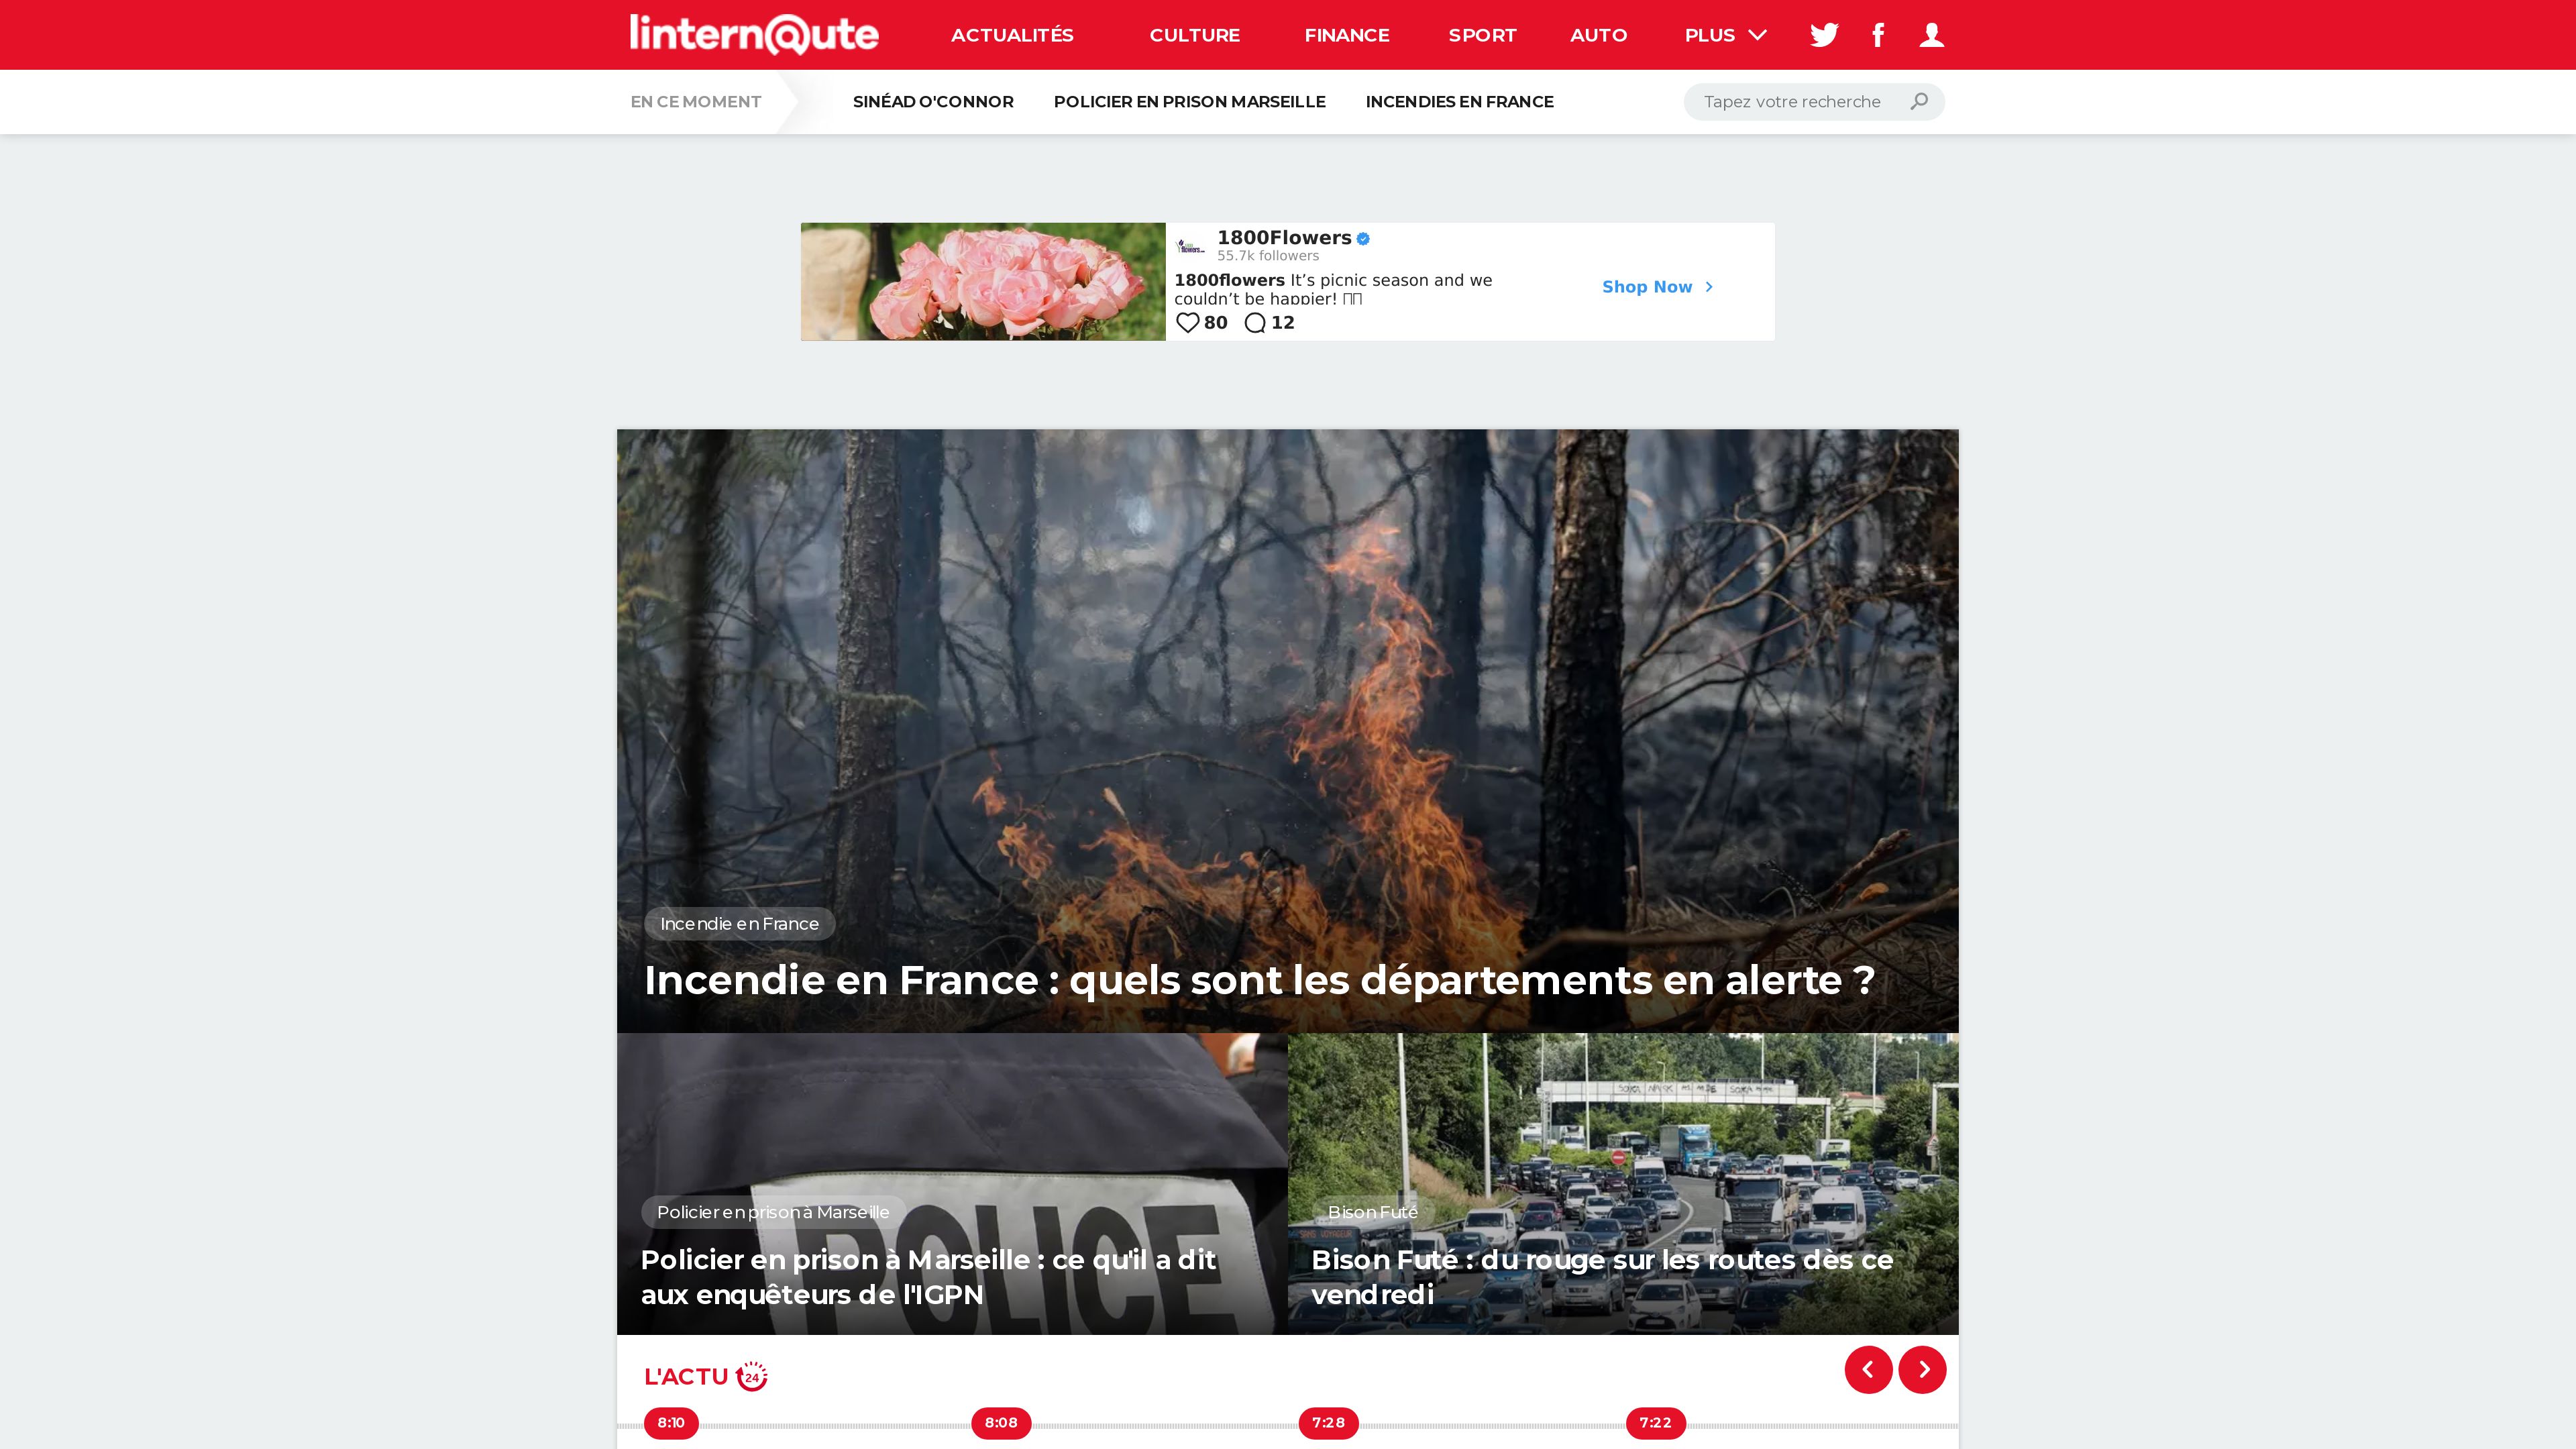 lintern@ute
ACTUALITÉS
CULTURE
FINANCE
SPORT
AUTO
PLUS
EN CE MOMENT
SINÉAD O'CONNOR
POLICIER EN PRISON MARSEILLE
INCENDIES EN FRANCE
Tapez votre recherche
1800Flowers
55.7k followers
1800flowers It's picnic season and we
couldn't be happier!
80
12
Shop Now
Incendie en France
Incendie en France : quels sont les départements en alerte ?
Policier en prison à Marseille
POLICE
Policier en prison à Marseille : ce qu'il a dit
aux enquêteurs de l'IGPN
Bison Futé
Bison Futé : du rouge sur les routes dès ce
vendredi
L'ACTU 24
8:10
8:08
7:28
7:22